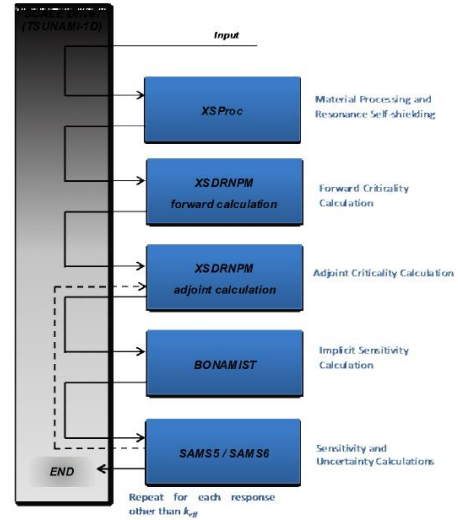 (TSUNAMI-1D)
Input
XSProc
Material Processing and
Resonance Self-shielding
XSDRNPM
forward calculation
Forward Criticality
Calculation
XSDRNPM
adjoint calculation
Adjoint Criticality Calculation
BONAMIST
Implicit Sensitivity
Calculation
SAMS5 / SAMS6
Sensitivity and
Uncertainty Calculations
END
Repeat for each response
other than keff